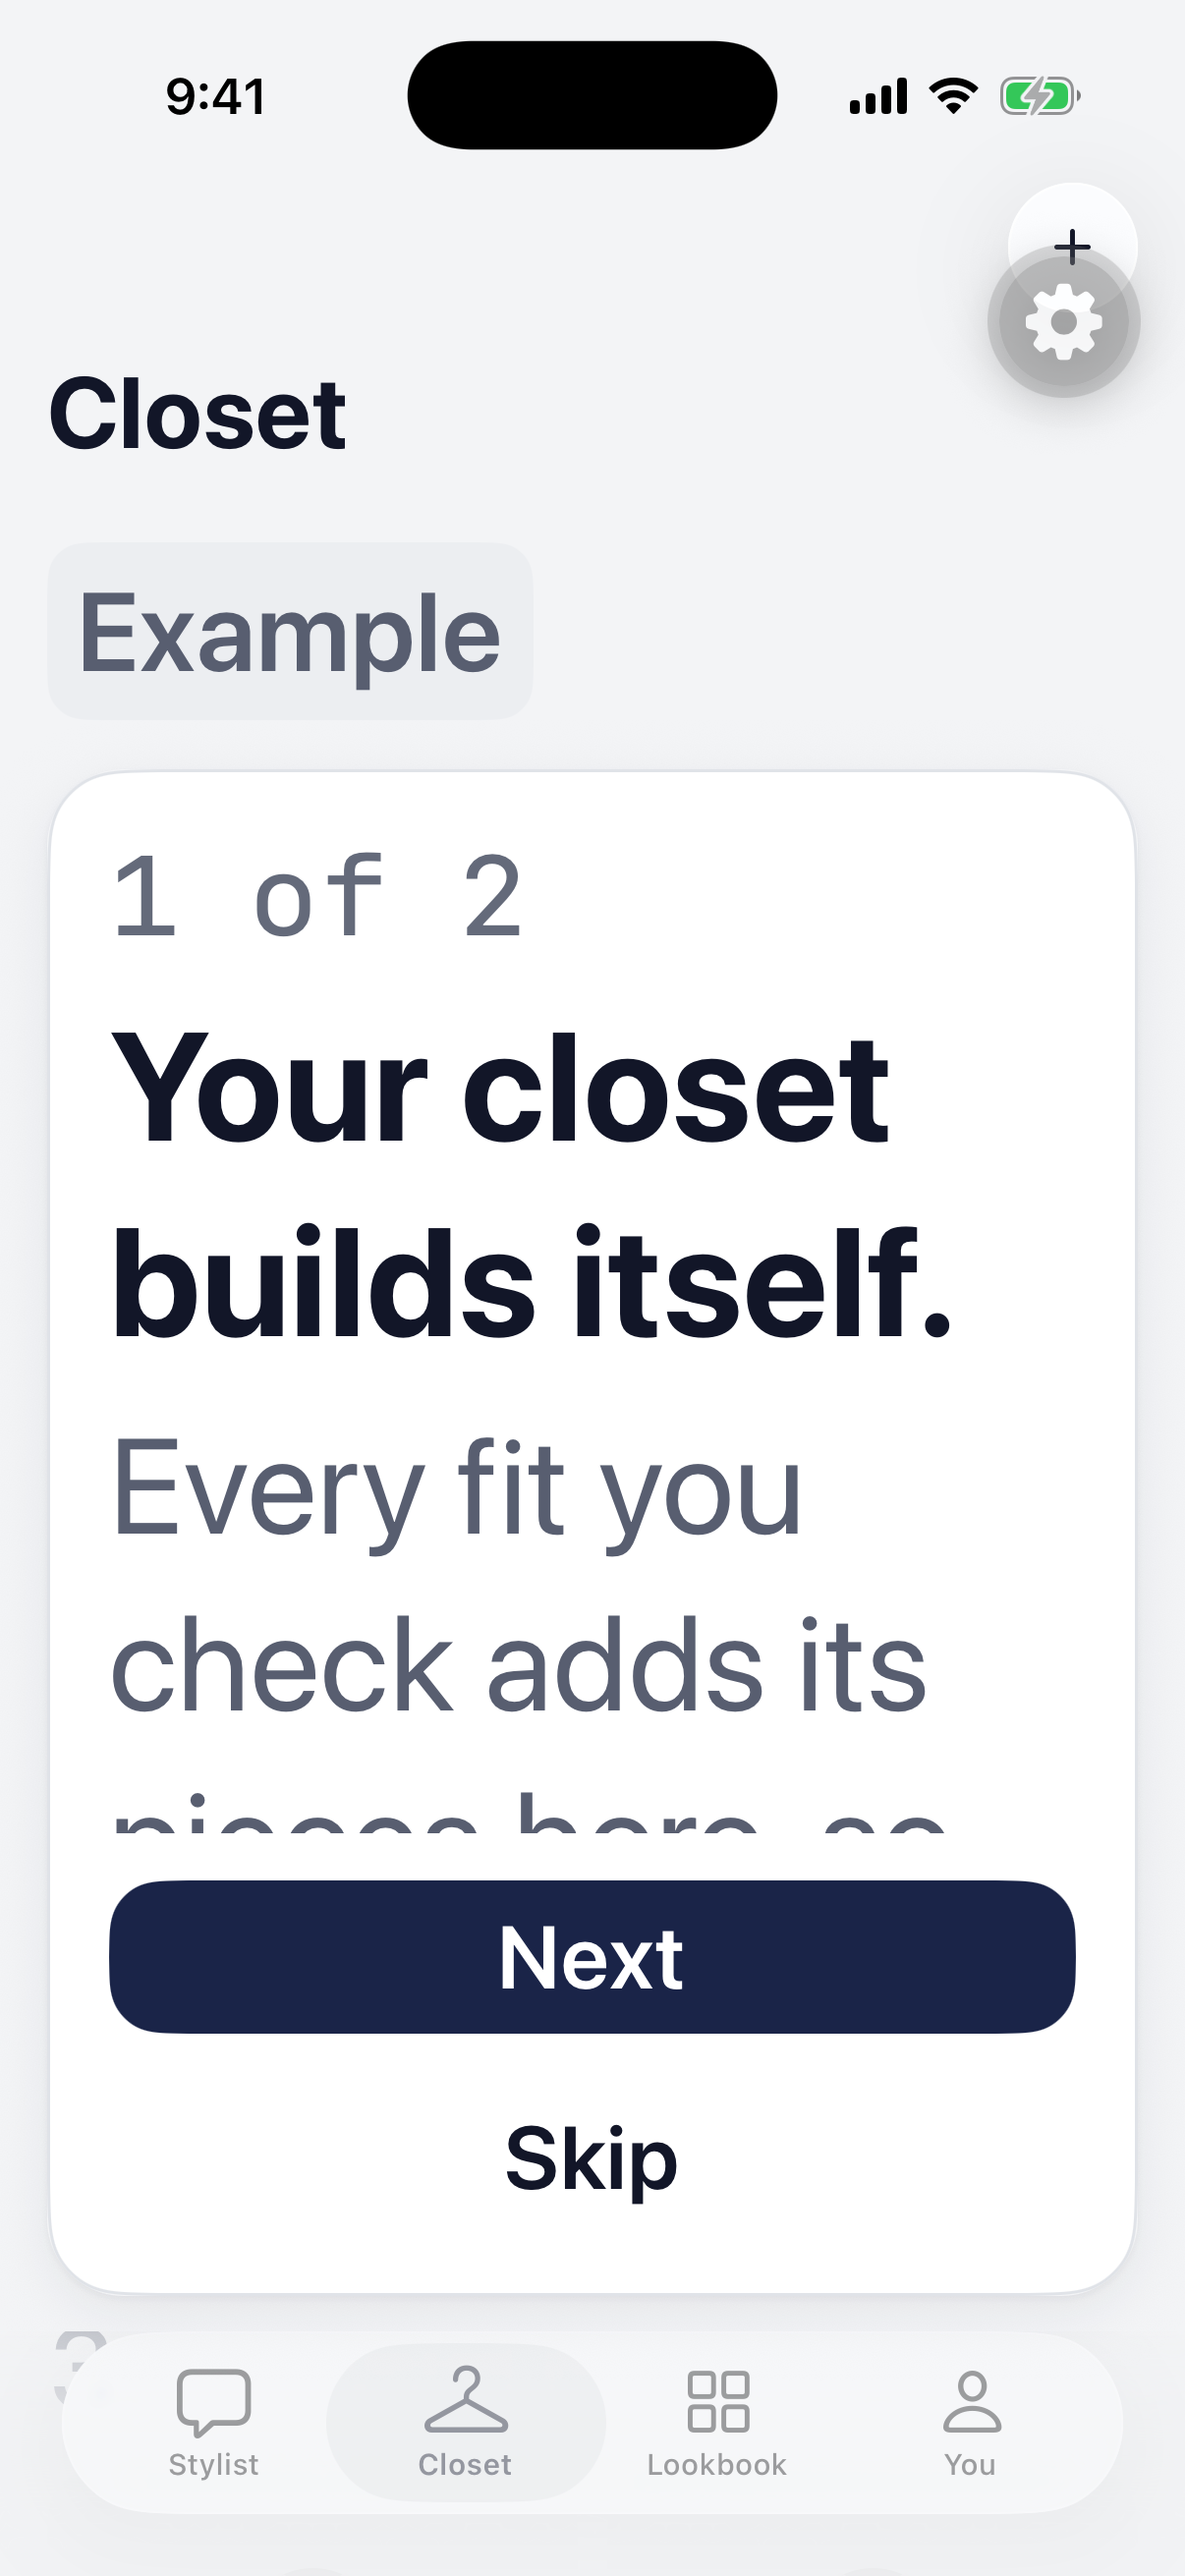 9:41
Closet
Example
1 of 2
Your closet
builds itself.
Every fit you
check adds its
Next
Skip
Stylist
Closet
Lookbook
You